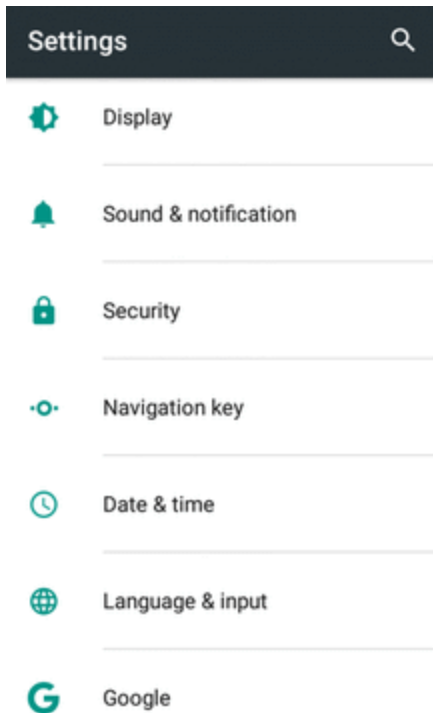 Settings
Display
Sound & notification
Security
Navigation key
Date & time
Language & input
Google